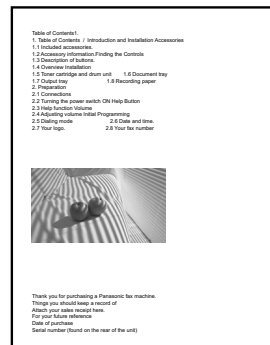 Table of Contents1.
1. Table of Contents / Introduction and Installation Accessories
1.1 Included accessories.
1.2 Accessory information.Finding the Controls
1.3 Description of buttons.
1.4 Overview Installation
1.5 Toner cartridge and drum unit 1.6 Document tray
1.7 Output tray 1.8 Recording paper
2. Preparation
2.1 Connections
2.2 Turning the power switch ON Help Button
2.3 Help function Volume
2.4 Adjusting volume Initial Programming
2.5 Dialing mode 2.6 Date and time.
2.7 Your logo. 2.8 Your fax number
Thank you for purchasing a Panasonic fax machine.
Things you should keep a record of
Attach your sales receipt here.
For your future reference
Date of purchase
Serial number (found on the rear of the unit)